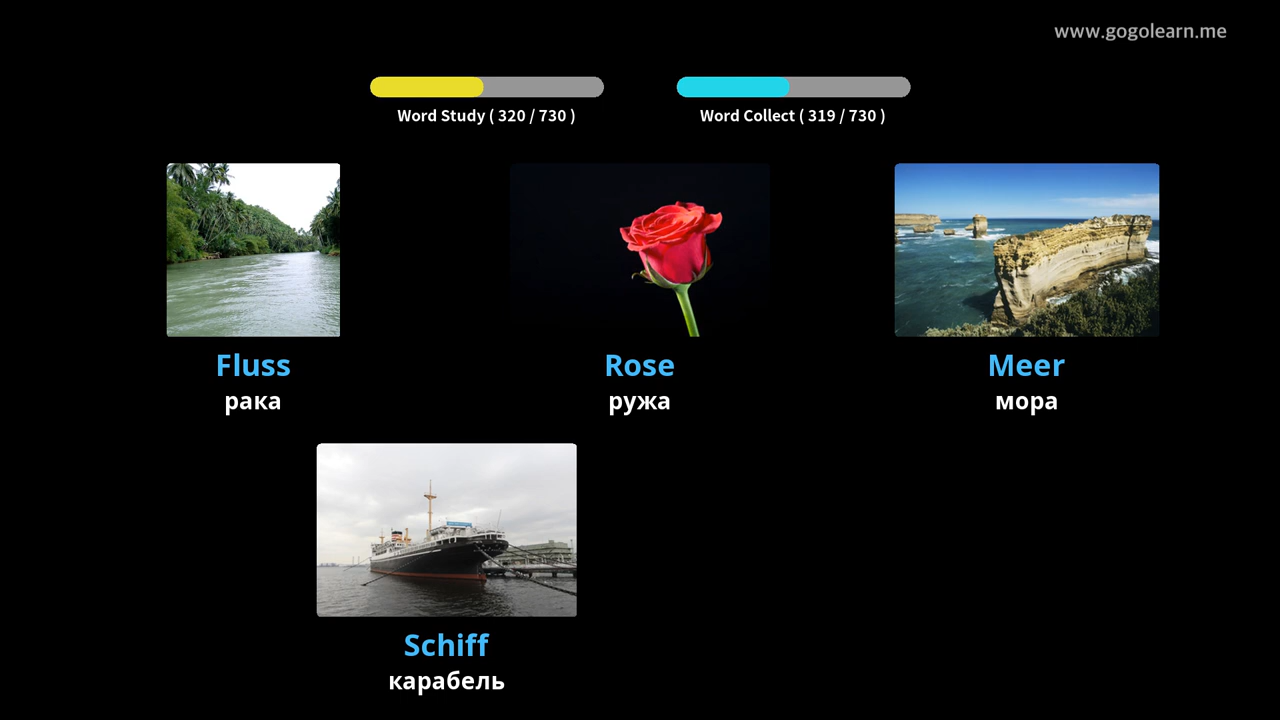 www.gogolearn.me
Word Study ( 320 / 730 )
Word Collect ( 319 / 730 )
Fluss
рака
Rose
ружа
Meer
мора
Schiff
карабель